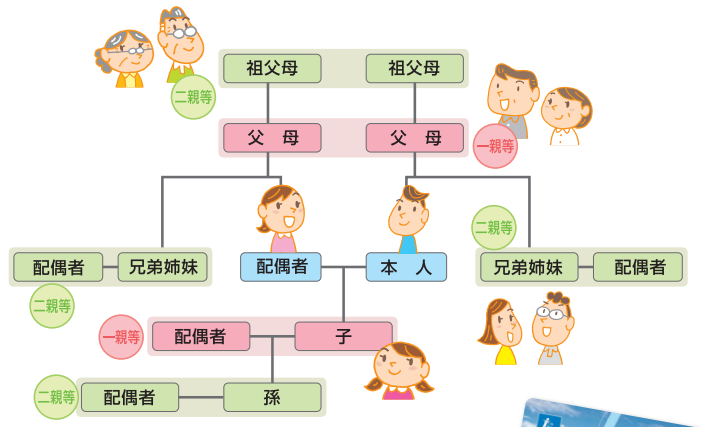 祖父母
祖父母
二親等
父 母
父 母
一親等
二親等
配偶者
兄弟姉妹
配偶者
本 人
兄弟姉妹
配偶者
二親等
一親等
配偶者
子
二親等
配偶者
孫